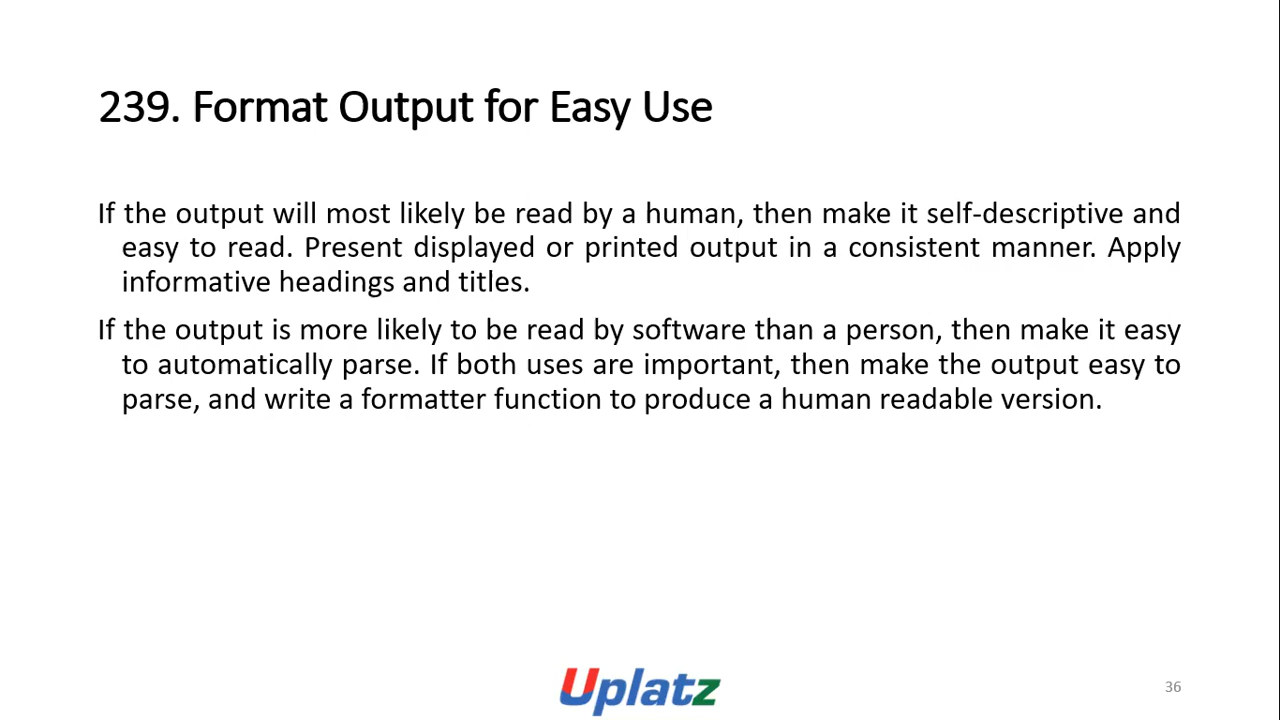 239. Format Output for Easy Use
If the output will most likely be read by a human, then make it self-descriptive and
easy to read. Present displayed or printed output in a consistent manner. Apply
informative headings and titles.
If the output is more likely to be read by software than a person, then make it easy
to automatically parse. If both uses are important, then make the output easy to
parse, and write a formatter function to produce a human readable version.
Uplatz
36